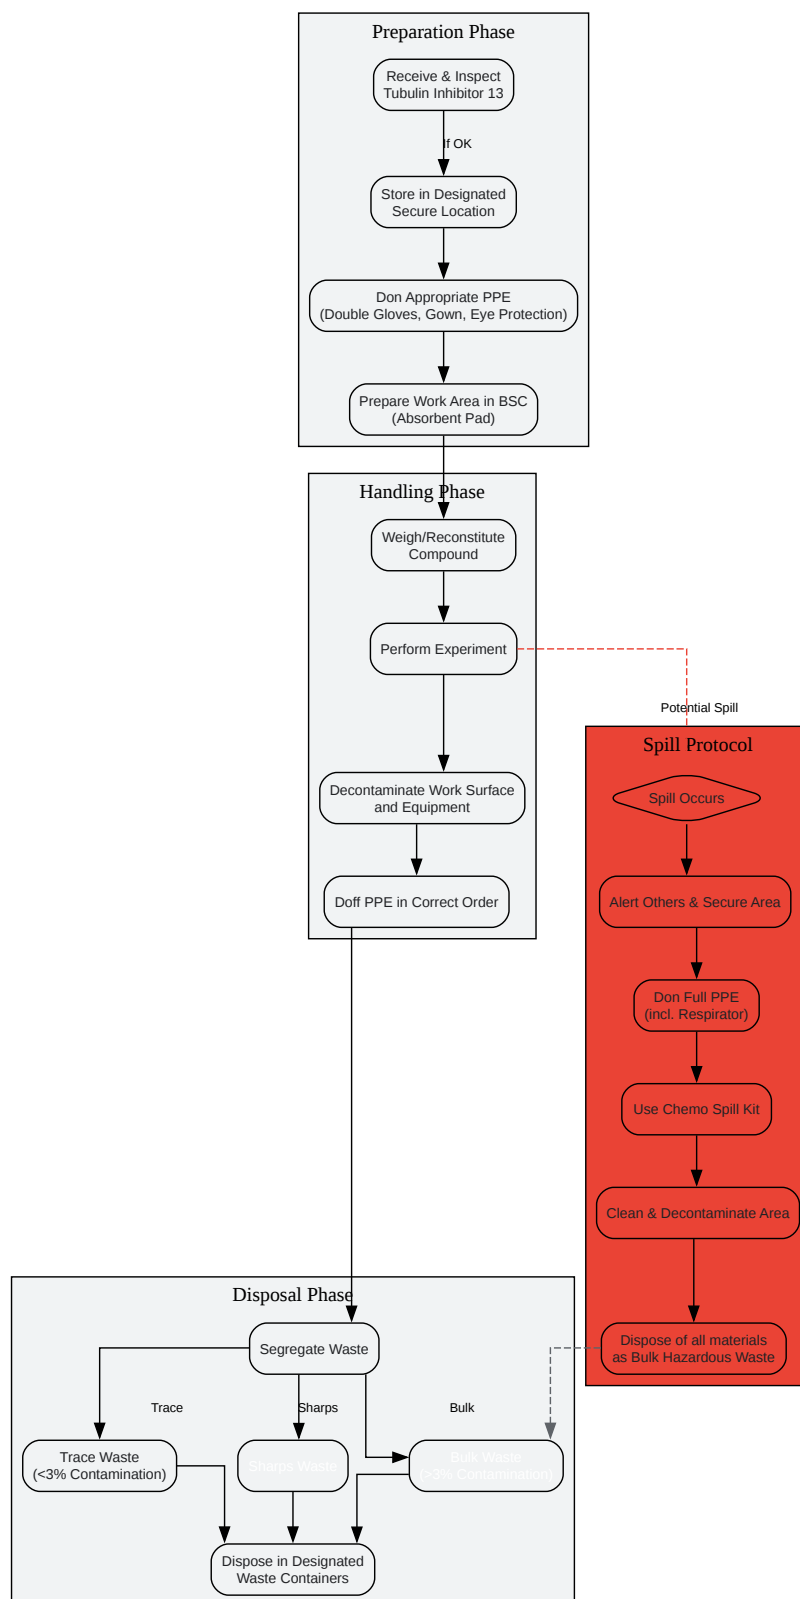 Preparation Phase
Receive & Inspect
Tubulin Inhibitor 13
If OK
Store in Designated
Secure Location
Don Appropriate PPE
(Double Gloves, Gown, Eye Protection)
Prepare Work Area in BSC
(Absorbent Pad)
Handling Phase
Weigh/Reconstitute
Compound
Perform Experiment
Potential Spill
Decontaminate Work Surface
and Equipment
Doff PPE in Correct Order
Spill Protocol
Spill Occurs
Alert Others & Secure Area
Don Full PPE
(incl. Respirator)
Use Chemo Spill Kit
Clean & Decontaminate Area
Dispose of all materials
as Bulk Hazardous Waste
Disposal Phase
Segregate Waste
Trace
Sharps
Bulk
Trace Waste
(<3% Contamination)
Sharps Waste
Bulk Waste
(>3% Contamination)
Dispose in Designated
Waste Containers